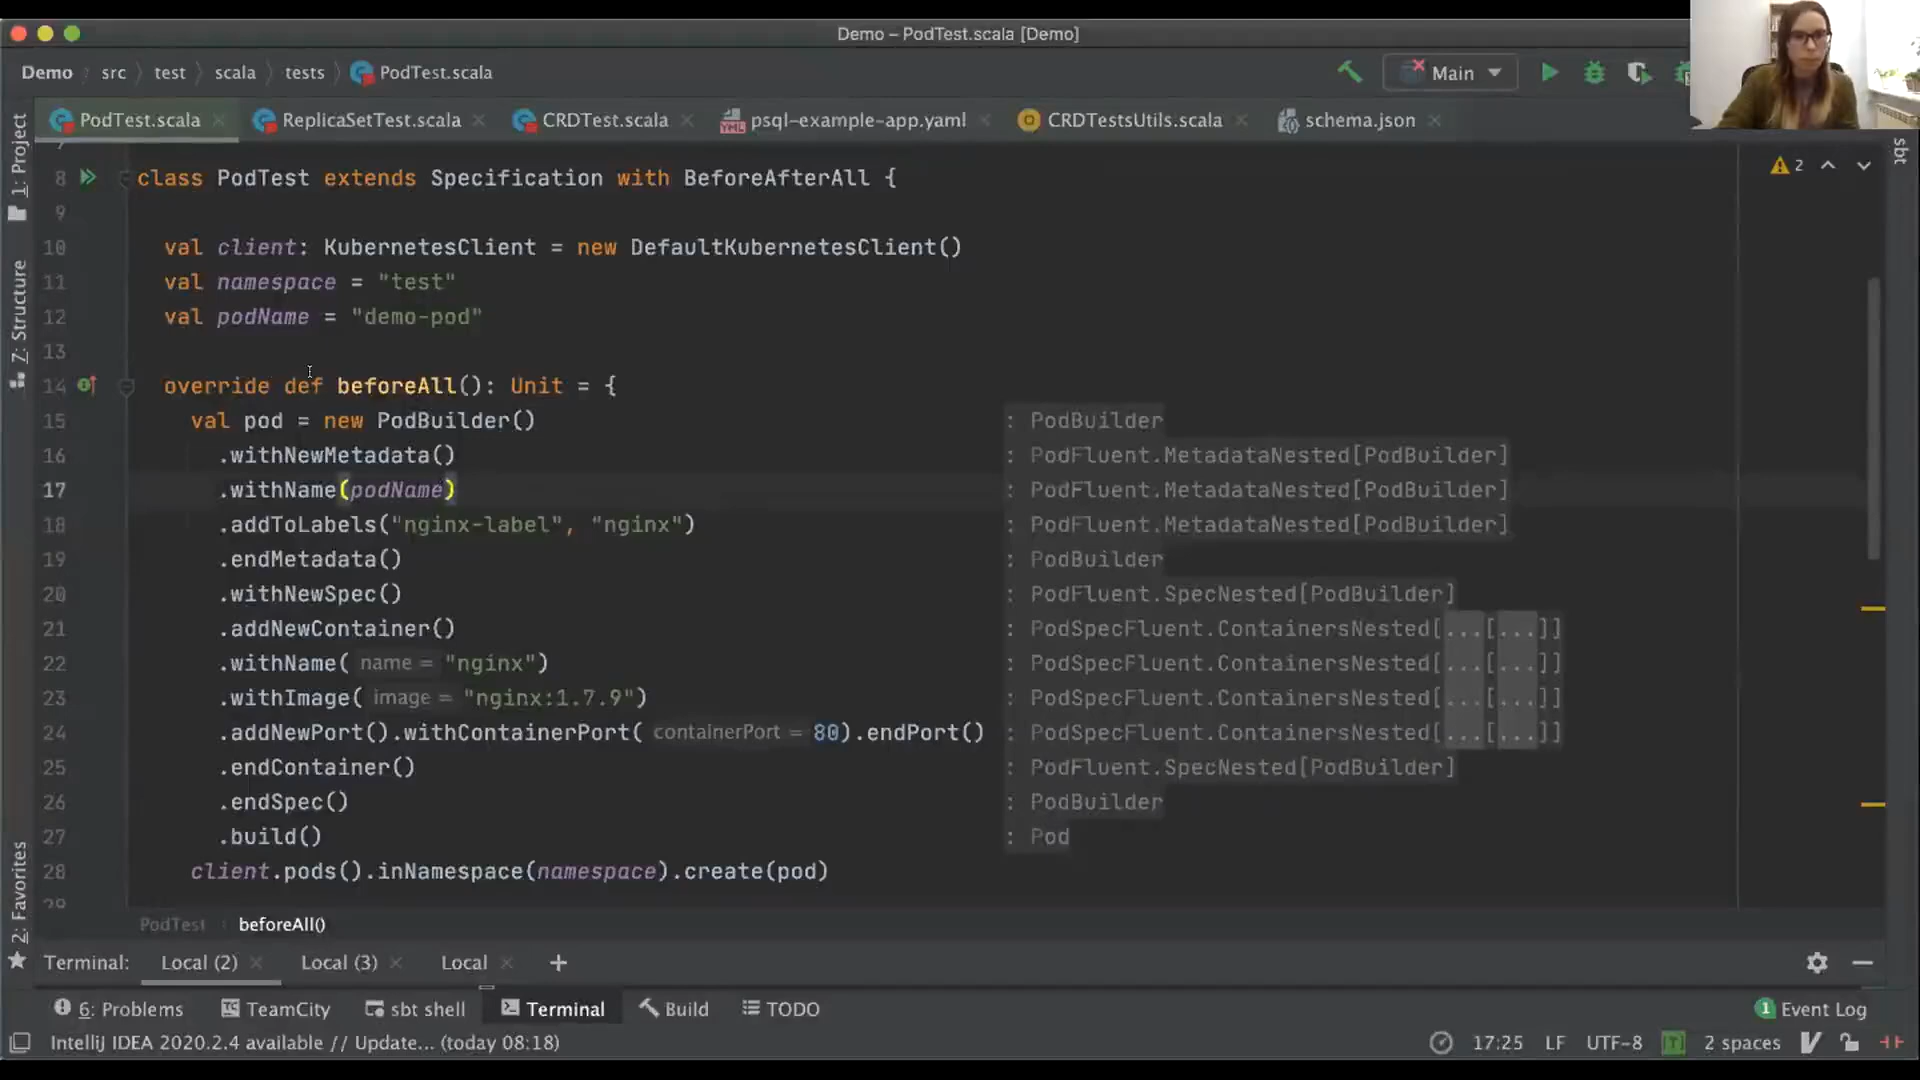 Demo – PodTest.scala [Demo]
Demo src test scala tests PodTest.scala Main
PodTest.scala ReplicaSetTest.scala CRDTest.scala psql-example-app.yaml CRDTestsUtils.scala schema.json
1: Project
7: Structure
2: Favorites
sbt
2
8 class PodTest extends Specification with BeforeAfterAll {
9
10 val client: KubernetesClient = new DefaultKubernetesClient()
11 val namespace = "test"
12 val podName = "demo-pod"
13
14 override def beforeAll(): Unit = {
15 val pod = new PodBuilder() : PodBuilder
16 .withNewMetadata() : PodFluent.MetadataNested[PodBuilder]
17 .withName(podName) : PodFluent.MetadataNested[PodBuilder]
18 .addToLabels("nginx-label", "nginx") : PodFluent.MetadataNested[PodBuilder]
19 .endMetadata() : PodBuilder
20 .withNewSpec() : PodFluent.SpecNested[PodBuilder]
21 .addNewContainer() : PodSpecFluent.ContainersNested[...[...]]
22 .withName( name = "nginx") : PodSpecFluent.ContainersNested[...[...]]
23 .withImage( image = "nginx:1.7.9") : PodSpecFluent.ContainersNested[...[...]]
24 .addNewPort().withContainerPort( containerPort = 80).endPort() : PodSpecFluent.ContainersNested[...[...]]
25 .endContainer() : PodFluent.SpecNested[PodBuilder]
26 .endSpec() : PodBuilder
27 .build() : Pod
28 client.pods().inNamespace(namespace).create(pod)
29
PodTest beforeAll()
Terminal: Local (2) Local (3) Local +
6: Problems TeamCity sbt shell Terminal Build TODO 1 Event Log
IntelliJ IDEA 2020.2.4 available // Update... (today 08:18) 17:25 LF UTF-8 [T] 2 spaces